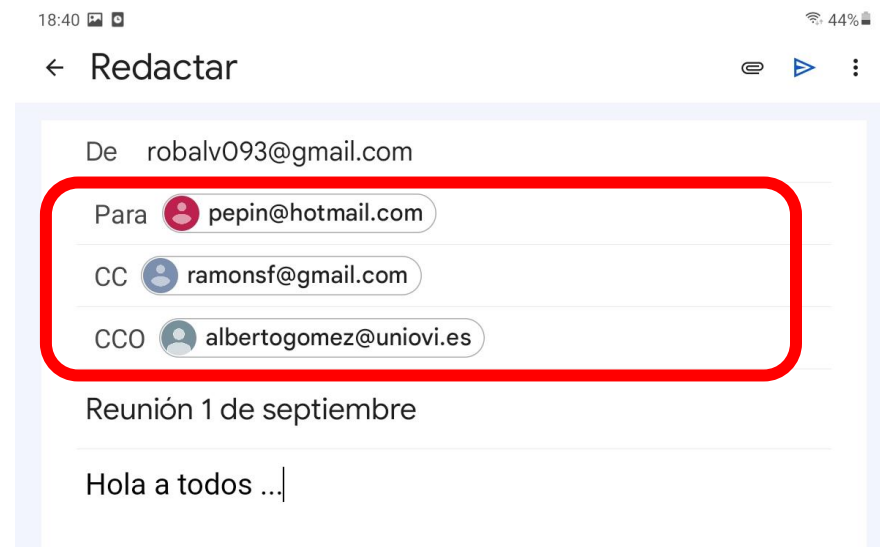 18:40 44%
Redactar
De robalv093@gmail.com
Para pepin@hotmail.com
CC ramonsf@gmail.com
CCO albertogomez@uniovi.es
Reunión 1 de septiembre
Hola a todos ...